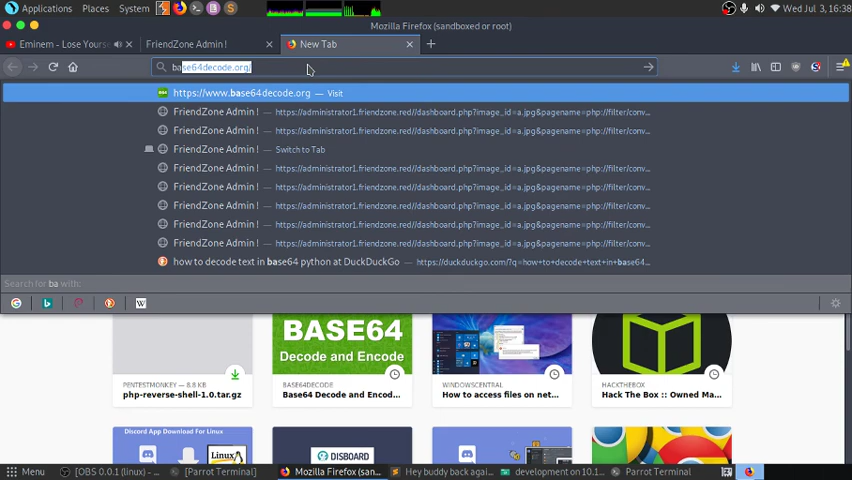 Applications Places System Wed Jul 3, 16:38
Mozilla Firefox (sandboxed or root)
Eminem - Lose Yourse FriendZone Admin ! New Tab
base64decode.org/
https://www.base64decode.org — Visit
FriendZone Admin ! — https://administrator1.friendzone.red//dashboard.php?image_id=a.jpg&pagename=php://filter/conv...
FriendZone Admin ! — https://administrator1.friendzone.red//dashboard.php?image_id=a.jpg&pagename=php://filter/conv...
FriendZone Admin ! — Switch to Tab
FriendZone Admin ! — https://administrator1.friendzone.red//dashboard.php?image_id=a.jpg&pagename=php://filter/conv...
FriendZone Admin ! — https://administrator1.friendzone.red//dashboard.php?image_id=a.jpg&pagename=php://filter/conv...
FriendZone Admin ! — https://administrator1.friendzone.red//dashboard.php?image_id=a.jpg&pagename=php://filter/conv...
FriendZone Admin ! — https://administrator1.friendzone.red//dashboard.php?image_id=a.jpg&pagename=php://filter/conv...
FriendZone Admin ! — https://administrator1.friendzone.red//dashboard.php?image_id=a.jpg&pagename=php://filter/conv...
how to decode text in base64 python at DuckDuckGo — https://duckduckgo.com/?q=how+to+decode+text+in+base64...
Search for ba with:
BASE64
Decode and Encode
PENTESTMONKEY — 8.8 KB BASE64DECODE WINDOWSCENTRAL HACKTHEBOX
php-reverse-shell-1.0.tar.gz Base64 Decode and Encod... How to access files on net... Hack The Box :: Owned Ma...
Discord App Download For Linux
Linux DISBOARD
Menu [OBS 0.0.1 (linux) - ... [Parrot Terminal] Mozilla Firefox (san... Hey buddy back agai... development on 10.1... Parrot Terminal